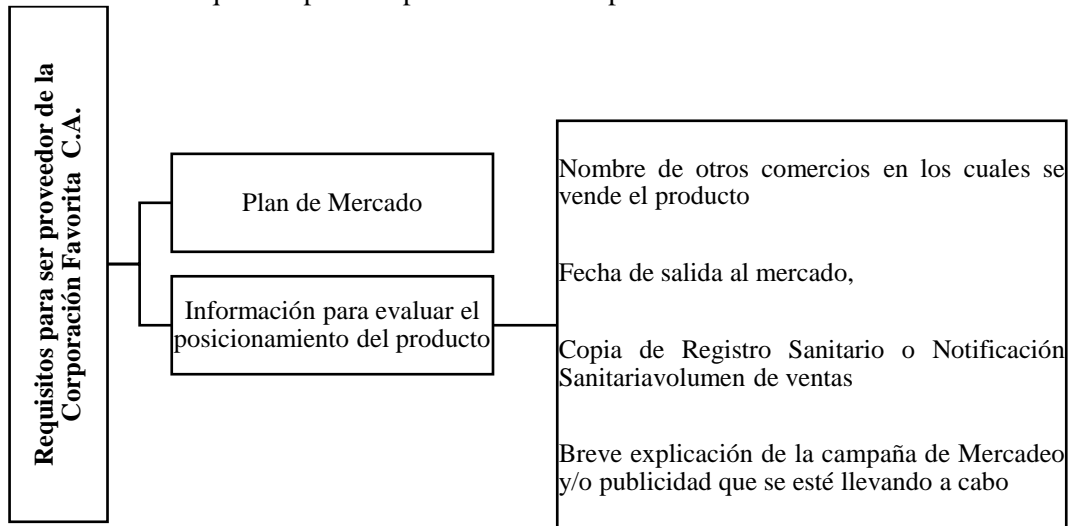 Requisitos para ser proveedor de la
Corporación Favorita C.A.
Plan de Mercado
Información para evaluar el
posicionamiento del producto
Nombre de otros comercios en los cuales se
vende el producto
Fecha de salida al mercado,
Copia de Registro Sanitario o Notificación
Sanitariavolumen de ventas
Breve explicación de la campaña de Mercadeo
y/o publicidad que se esté llevando a cabo